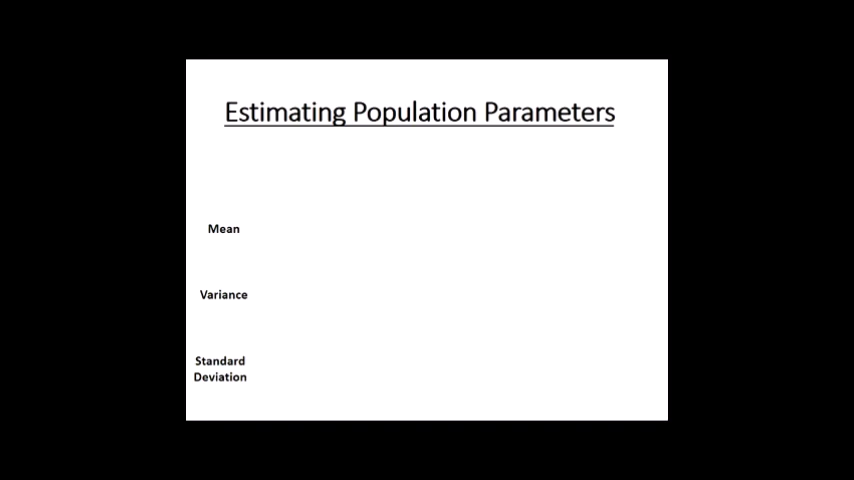 Estimating Population Parameters
Mean
Variance
Standard
Deviation